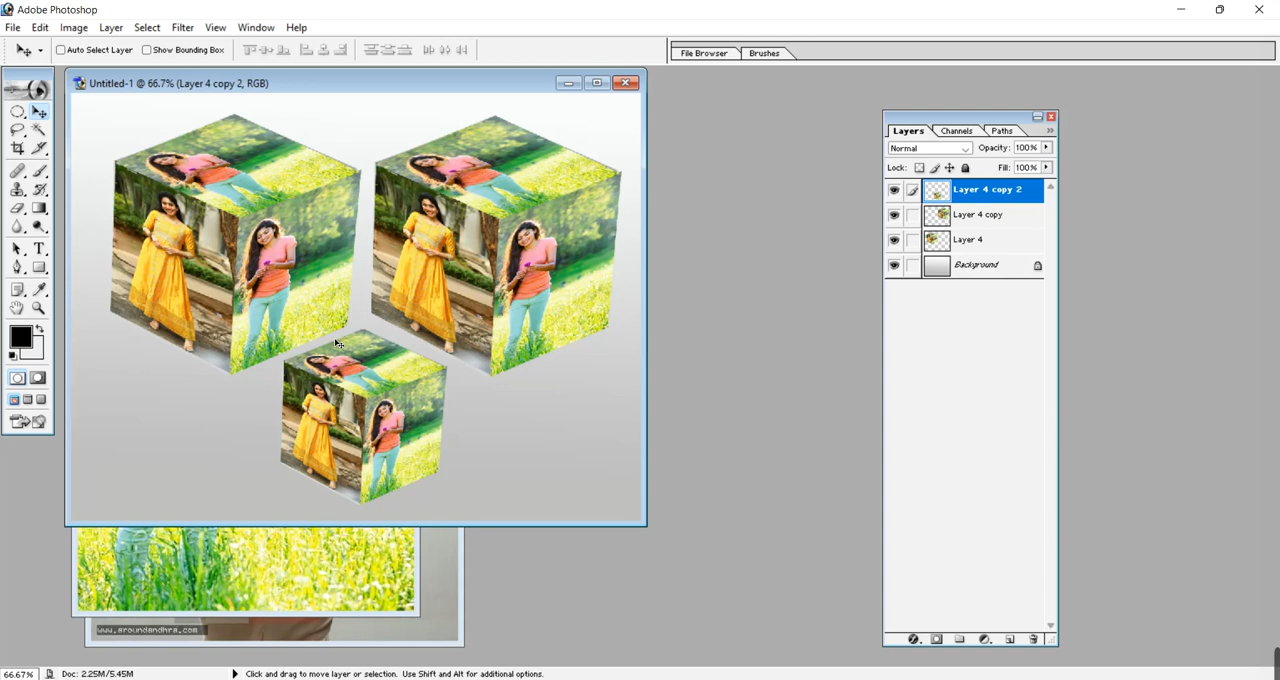 Adobe Photoshop
File Edit Image Layer Select Filter View Window Help
Auto Select Layer Show Bounding Box
File Browser Brushes
Untitled-1 @ 66.7% (Layer 4 copy 2, RGB)
Layers Channels Paths
Normal Opacity: 100%
Lock: Fill: 100%
Layer 4 copy 2
Layer 4 copy
Layer 4
Background
www.aroundandhra.com
66.67% Doc: 2.25M/5.45M Click and drag to move layer or selection. Use Shift and Alt for additional options.